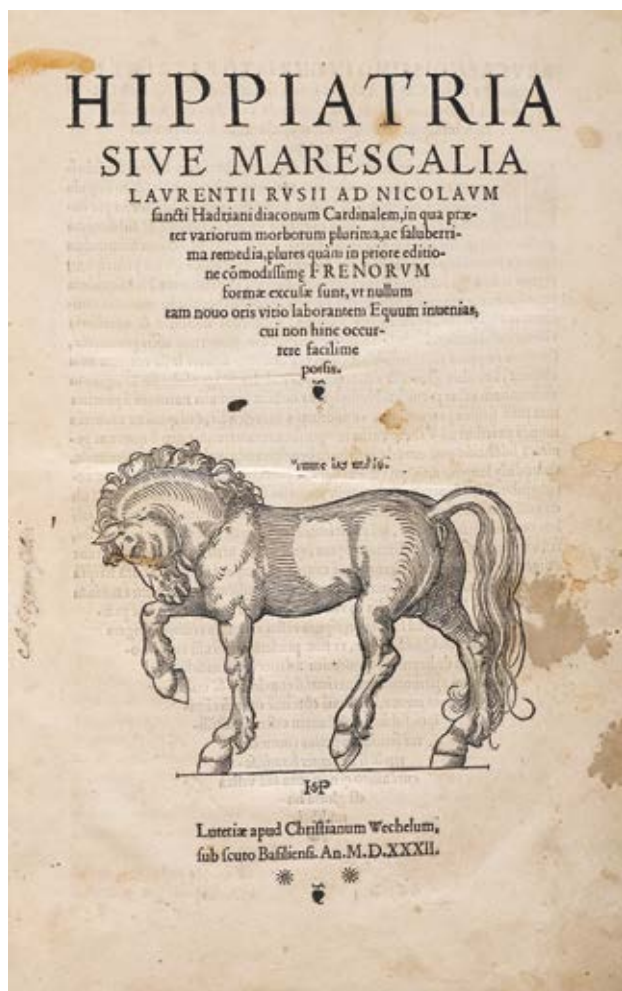 HIPPIATRIA
SIVE MARESCALIA
LAVRENTII RVSII AD NICOLAVM
sancti Hadriani diaconum Cardinalem, in qua præ-
ter variorum morborum plurima, ac saluberri-
ma remedia, plures quàm in priore editio-
ne cōmodissimę FRENORVM
formæ excusæ sunt, vt nullum
tam nouo oris vitio laborantem Equum inuenias,
cui non hinc occur-
rere facilime
possis.
I&P
Lutetiæ apud Christianum Wechelum,
sub scuto Basiliensi. An. M. D. XXXII.